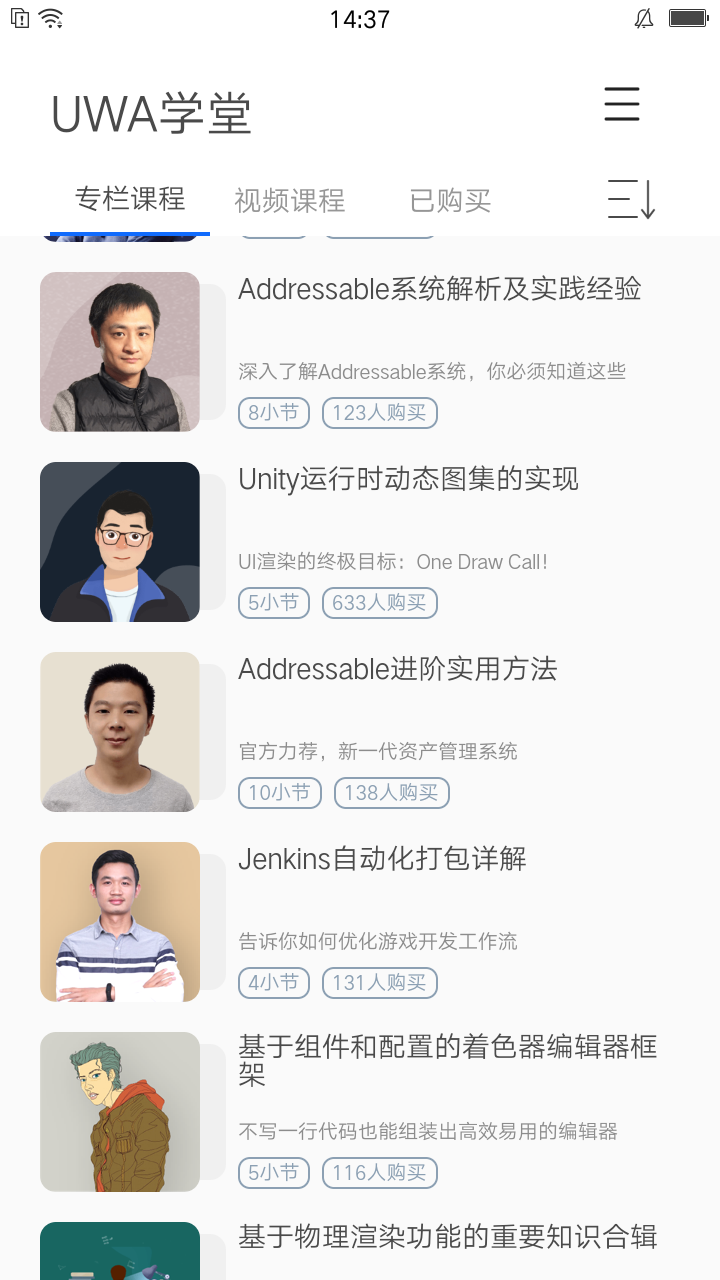 14:37
UWA学堂
专栏课程
视频课程
已购买
Addressable系统解析及实践经验
深入了解Addressable系统，你必须知道这些
8小节
123人购买
Unity运行时动态图集的实现
UI渲染的终极目标：One Draw Call！
5小节
633人购买
Addressable进阶实用方法
官方力荐，新一代资产管理系统
10小节
138人购买
Jenkins自动化打包详解
告诉你如何优化游戏开发工作流
4小节
131人购买
基于组件和配置的着色器编辑器框
架
不写一行代码也能组装出高效易用的编辑器
5小节
116人购买
基于物理渲染功能的重要知识合辑